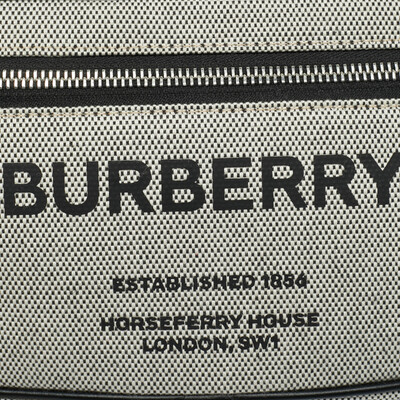 BURBERRY
ESTABLISHED 1856
HORSEFERRY HOUSE
LONDON, SW1